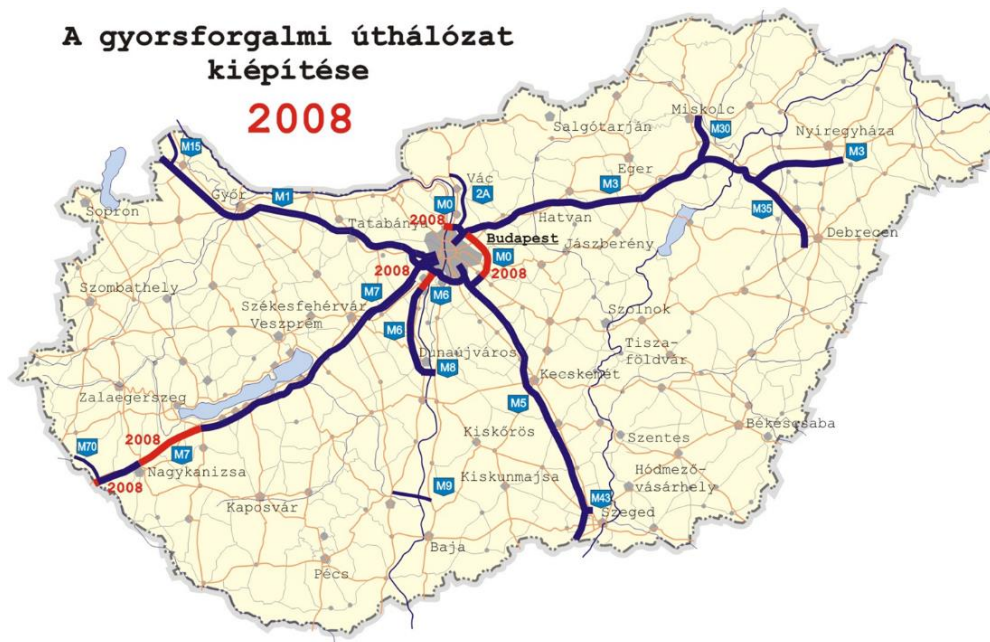 A gyorsforgalmi úthálózat
kiépítése
2008
Miskolc
M30
Salgótarján
Nyíregyháza
M15
M3
Eger
Vác
M3
2A
M1
Győr
M0
M35
Sopron
Hatvan
2008
Tatabánya
Debrecen
Budapest
Jászberény
M0
2008
2008
M7
M6
Szombathely
Székesfehérvár
Szolnok
Veszprém
M6
Tisza-
földvár
Dunaújváros
M8
Kecskemét
Zalaegerszeg
M5
Békéscsaba
2008
Kiskőrös
Szentes
M70
M7
Nagykanizsa
Hódmező-
vásárhely
2008
M9
Kiskunmajsa
M43
Kaposvár
Szeged
Baja
Pécs